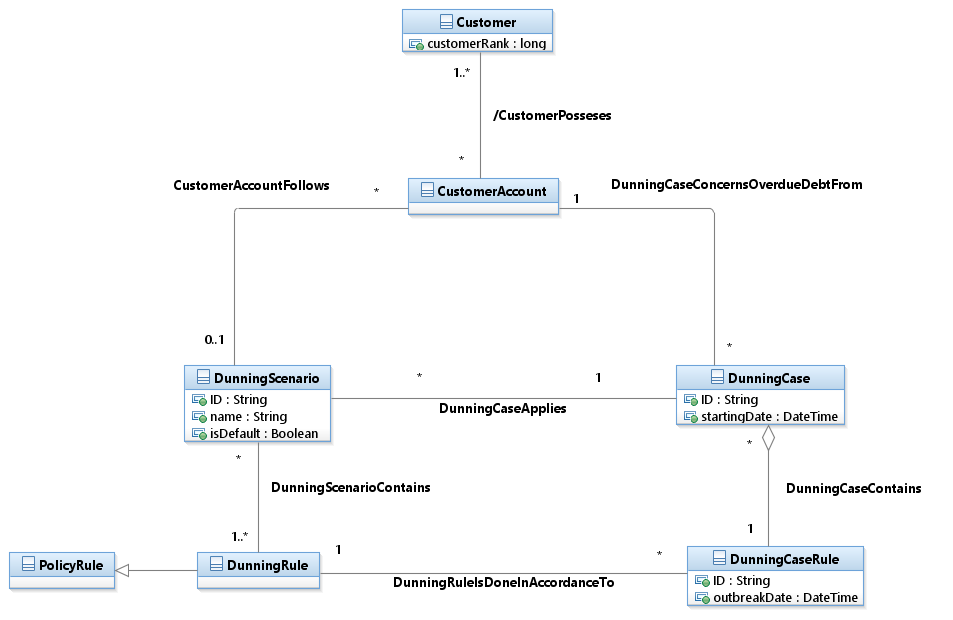 Customer
customerRank : long
1..*
/CustomerPosseses
*
CustomerAccountFollows
*
CustomerAccount
1
DunningCaseConcernsOverdueDebtFrom
0..1
*
DunningScenario
ID : String
name : String
isDefault : Boolean
*
1
DunningCaseApplies
DunningCase
ID : String
startingDate : DateTime
*
*
DunningScenarioContains
DunningCaseContains
1..*
1
PolicyRule
DunningRule
1
*
DunningRuleIsDoneInAccordanceTo
DunningCaseRule
ID : String
outbreakDate : DateTime